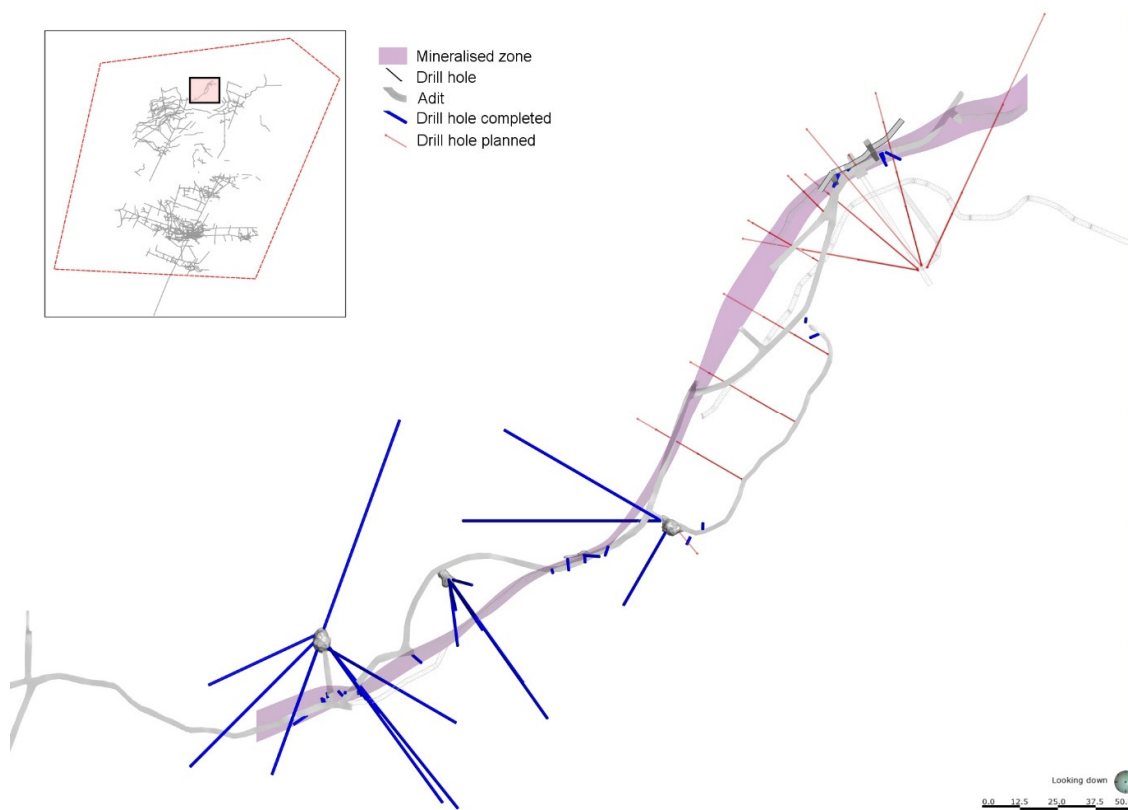 Mineralised zone
Drill hole
Adit
Drill hole completed
Drill hole planned
Looking down
0.0 12.5 25.0 37.5